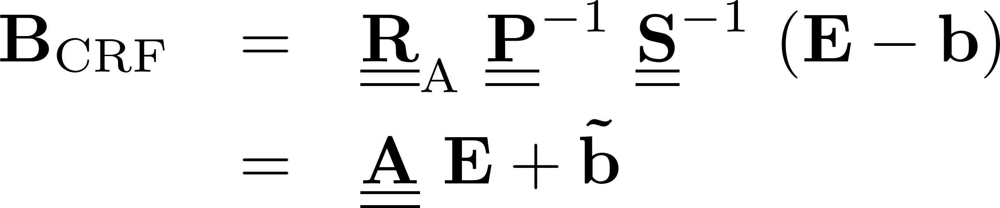 B_CRF = R_A P⁻¹ S⁻¹ (E − b)
= A E + b̃